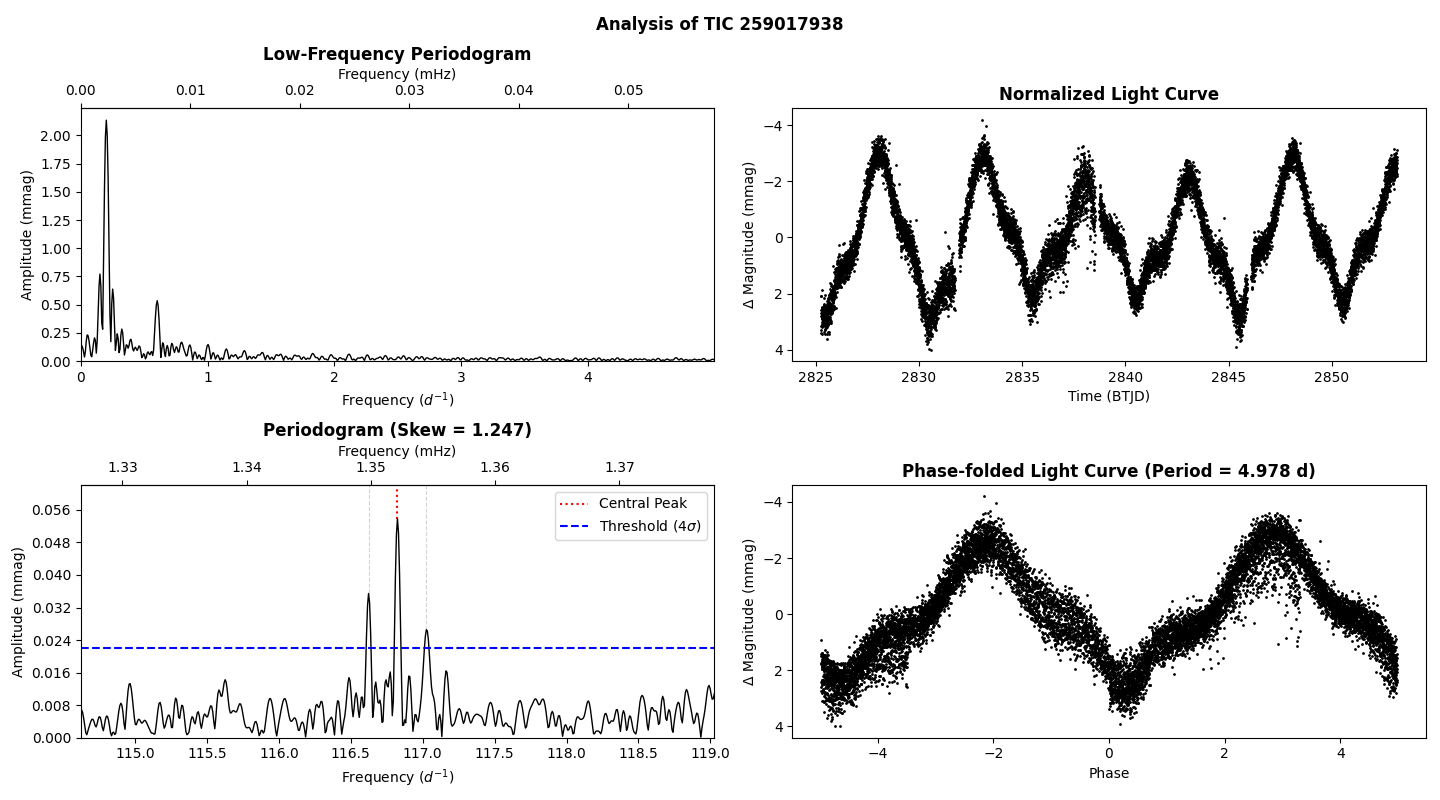 Analysis of TIC 259017938
Low-Frequency Periodogram
Frequency (mHz)
0.00 0.01 0.02 0.03 0.04 0.05
Amplitude (mmag)
2.00
1.75
1.50
1.25
1.00
0.75
0.50
0.25
0.00
0 1 2 3 4
Frequency (d⁻¹)
Normalized Light Curve
Δ Magnitude (mmag)
−4
−2
0
2
4
2825 2830 2835 2840 2845 2850
Time (BTJD)
Periodogram (Skew = 1.247)
Frequency (mHz)
1.33 1.34 1.35 1.36 1.37
Central Peak
Threshold (4σ)
Amplitude (mmag)
0.056
0.048
0.040
0.032
0.024
0.016
0.008
0.000
115.0 115.5 116.0 116.5 117.0 117.5 118.0 118.5 119.0
Frequency (d⁻¹)
Phase-folded Light Curve (Period = 4.978 d)
Δ Magnitude (mmag)
−4
−2
0
2
4
−4 −2 0 2 4
Phase